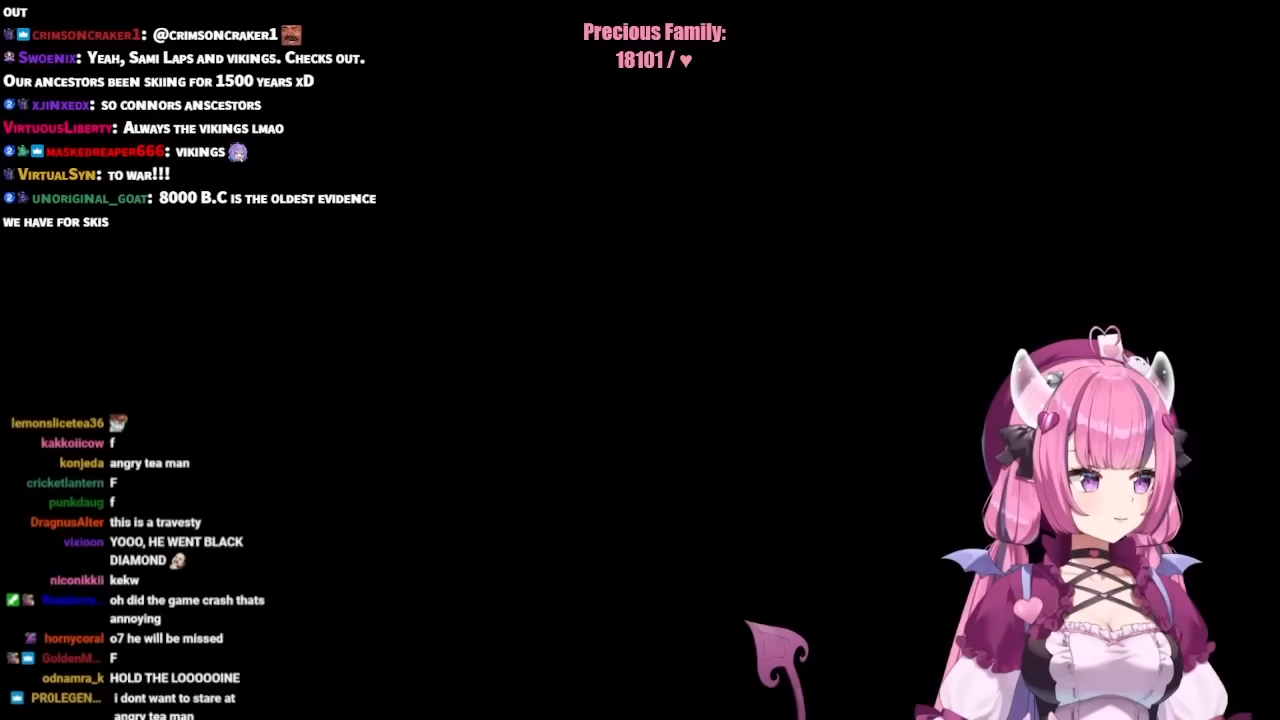 OUT
CRIMSONCRAKER1: @CRIMSONCRAKER1
SWOENIX: YEAH, SAMI LAPS AND VIKINGS. CHECKS OUT.
OUR ANCESTORS BEEN SKIING FOR 1500 YEARS XD
XJINXEDX: SO CONNORS ANSCESTORS
VIRTUOUSLIBERTY: ALWAYS THE VIKINGS LMAO
MASKEDREAPER666: VIKINGS
VIRTUALSYN: TO WAR!!!
UNORIGINAL_GOAT: 8000 B.C IS THE OLDEST EVIDENCE
WE HAVE FOR SKIS
Precious Family:
18101 / ♥
lemonslicetea36
kakkoiicow f
konjeda angry tea man
cricketlantern F
punkdaug f
DragnusAlter this is a travesty
vixioon YOOO, HE WENT BLACK
DIAMOND
niconikkii kekw
oh did the game crash thats
annoying
hornycoral o7 he will be missed
GoldenM... F
odnamra_k HOLD THE LOOOOOINE
PR0LEGEN... i dont want to stare at
angry tea man